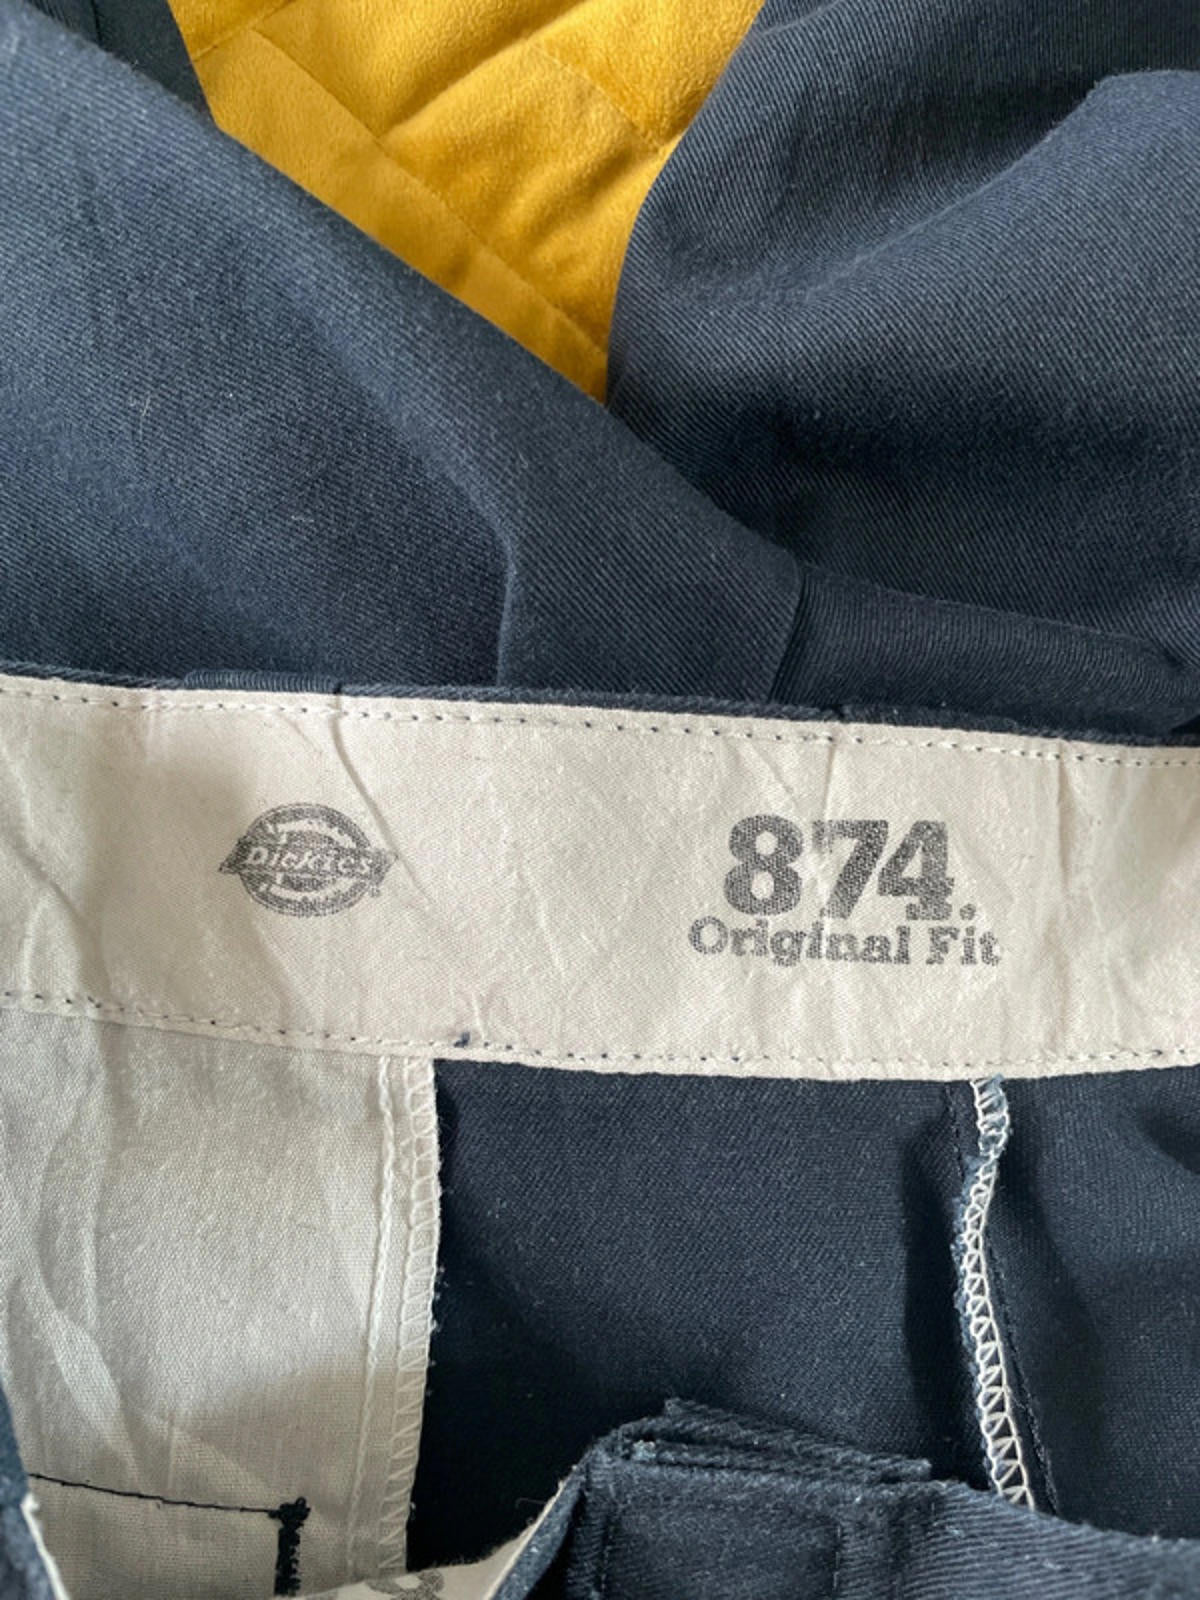 Dickies
874.
Original Fit